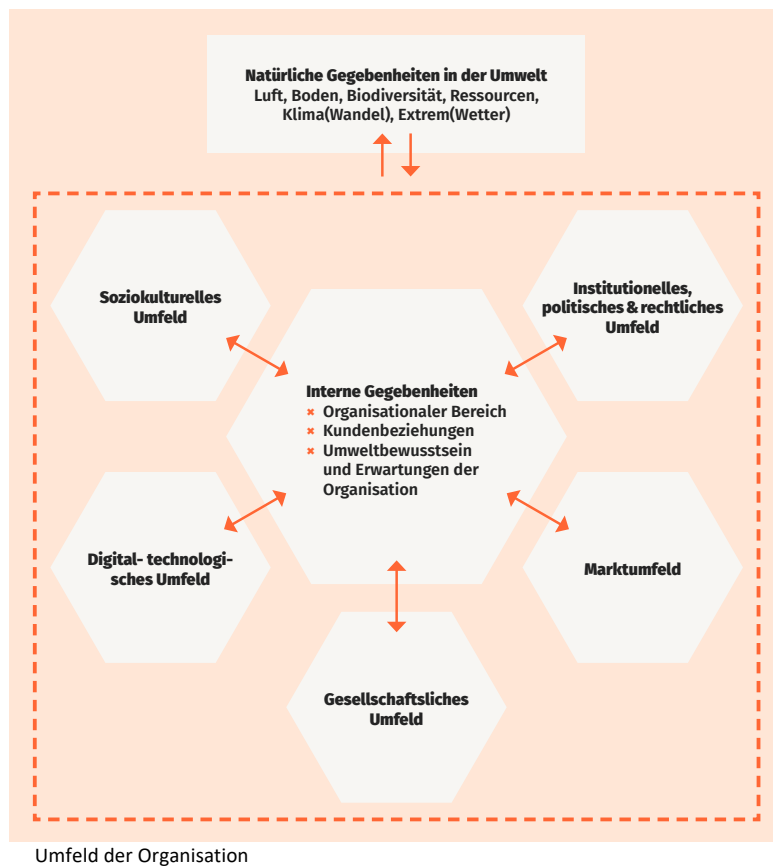 Natürliche Gegebenheiten in der Umwelt
Luft, Boden, Biodiversität, Ressourcen,
Klima(Wandel), Extrem(Wetter)
Soziokulturelles
Umfeld
Institutionelles,
politisches & rechtliches
Umfeld
Interne Gegebenheiten
× Organisationaler Bereich
× Kundenbeziehungen
× Umweltbewusstsein
und Erwartungen der
Organisation
Digital- technologi-
sches Umfeld
Marktumfeld
Gesellschaftsliches
Umfeld
Umfeld der Organisation